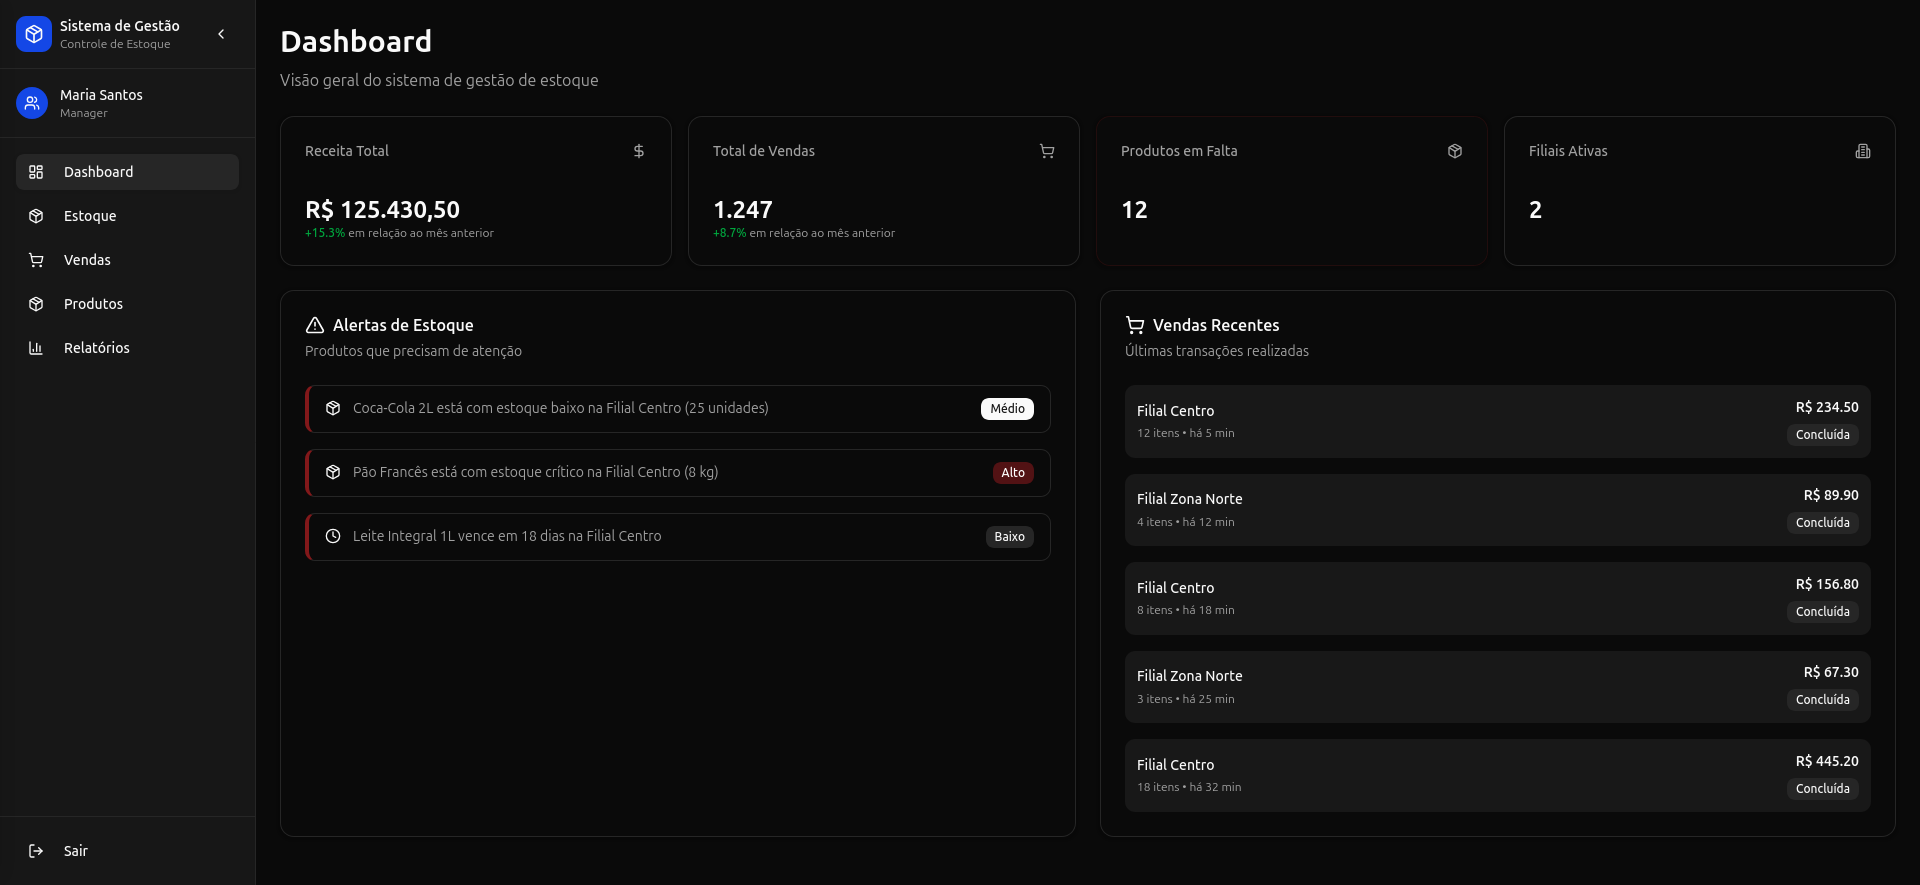 Sistema de Gestão
Controle de Estoque
Maria Santos
Manager
Dashboard
Estoque
Vendas
Produtos
Relatórios
Sair
Dashboard
Visão geral do sistema de gestão de estoque
Receita Total
R$ 125.430,50
+15.3% em relação ao mês anterior
Total de Vendas
1.247
+8.7% em relação ao mês anterior
Produtos em Falta
12
Filiais Ativas
2
Alertas de Estoque
Produtos que precisam de atenção
Coca-Cola 2L está com estoque baixo na Filial Centro (25 unidades)
Médio
Pão Francês está com estoque crítico na Filial Centro (8 kg)
Alto
Leite Integral 1L vence em 18 dias na Filial Centro
Baixo
Vendas Recentes
Últimas transações realizadas
Filial Centro
12 itens • há 5 min
R$ 234.50
Concluída
Filial Zona Norte
4 itens • há 12 min
R$ 89.90
Concluída
Filial Centro
8 itens • há 18 min
R$ 156.80
Concluída
Filial Zona Norte
3 itens • há 25 min
R$ 67.30
Concluída
Filial Centro
18 itens • há 32 min
R$ 445.20
Concluída